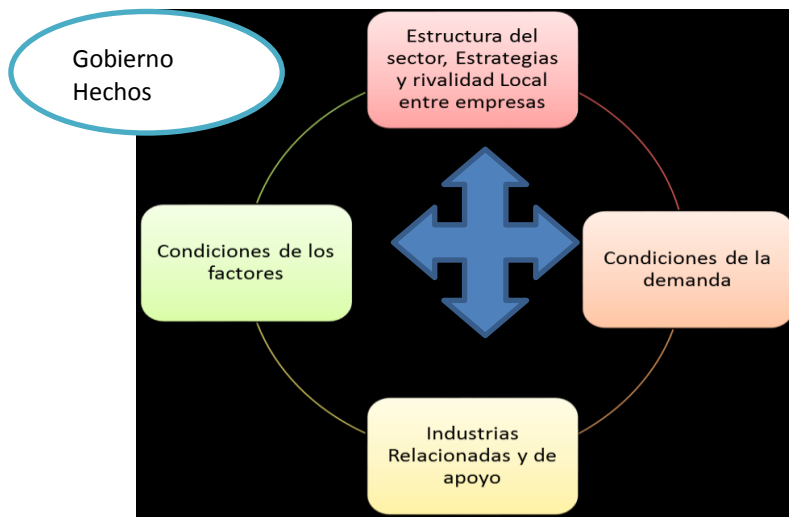 Gobierno
Hechos
Estructura del
sector, Estrategias
y rivalidad Local
entre empresas
Condiciones de los
factores
Condiciones de la
demanda
Industrias
Relacionadas y de
apoyo